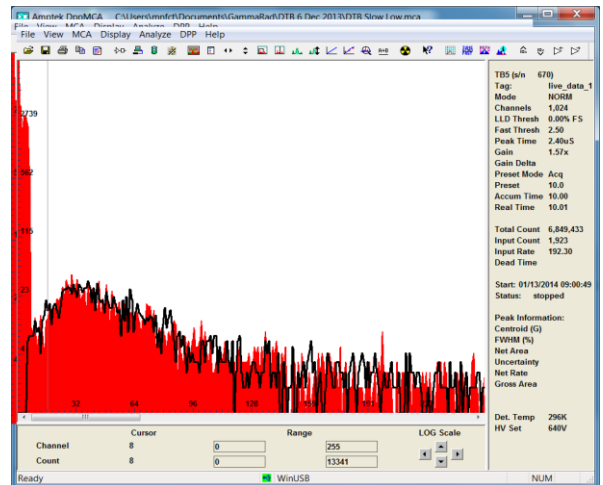 Amptek DppMCA C:\Users\mpfct\Documents\GammaRad\DTB 6 Dec 2013\DTB Slow Low.mca
File View MCA Display Analyze DPP Help
TB5 (s/n 670)
Tag: live_data_1
Mode NORM
Channels 1,024
LLD Thresh 0.00% FS
Fast Thresh 2.50
Peak Time 2.40uS
Gain 1.57x
Gain Delta
Preset Mode Acq
Preset 10.0
Accum Time 10.00
Real Time 10.01
Total Count 6,849,433
Input Count 1,923
Input Rate 192.30
Dead Time
Start: 01/13/2014 09:00:49
Status: stopped
Peak Information:
Centroid (G)
FWHM (%)
Net Area
Uncertainty
Net Rate
Gross Area
Det. Temp 296K
HV Set 640V
2739
562
115
23
4
32 64 96 128
Cursor Range LOG Scale
Channel 8 0 255
Count 8 0 13341
Ready WinUSB NUM